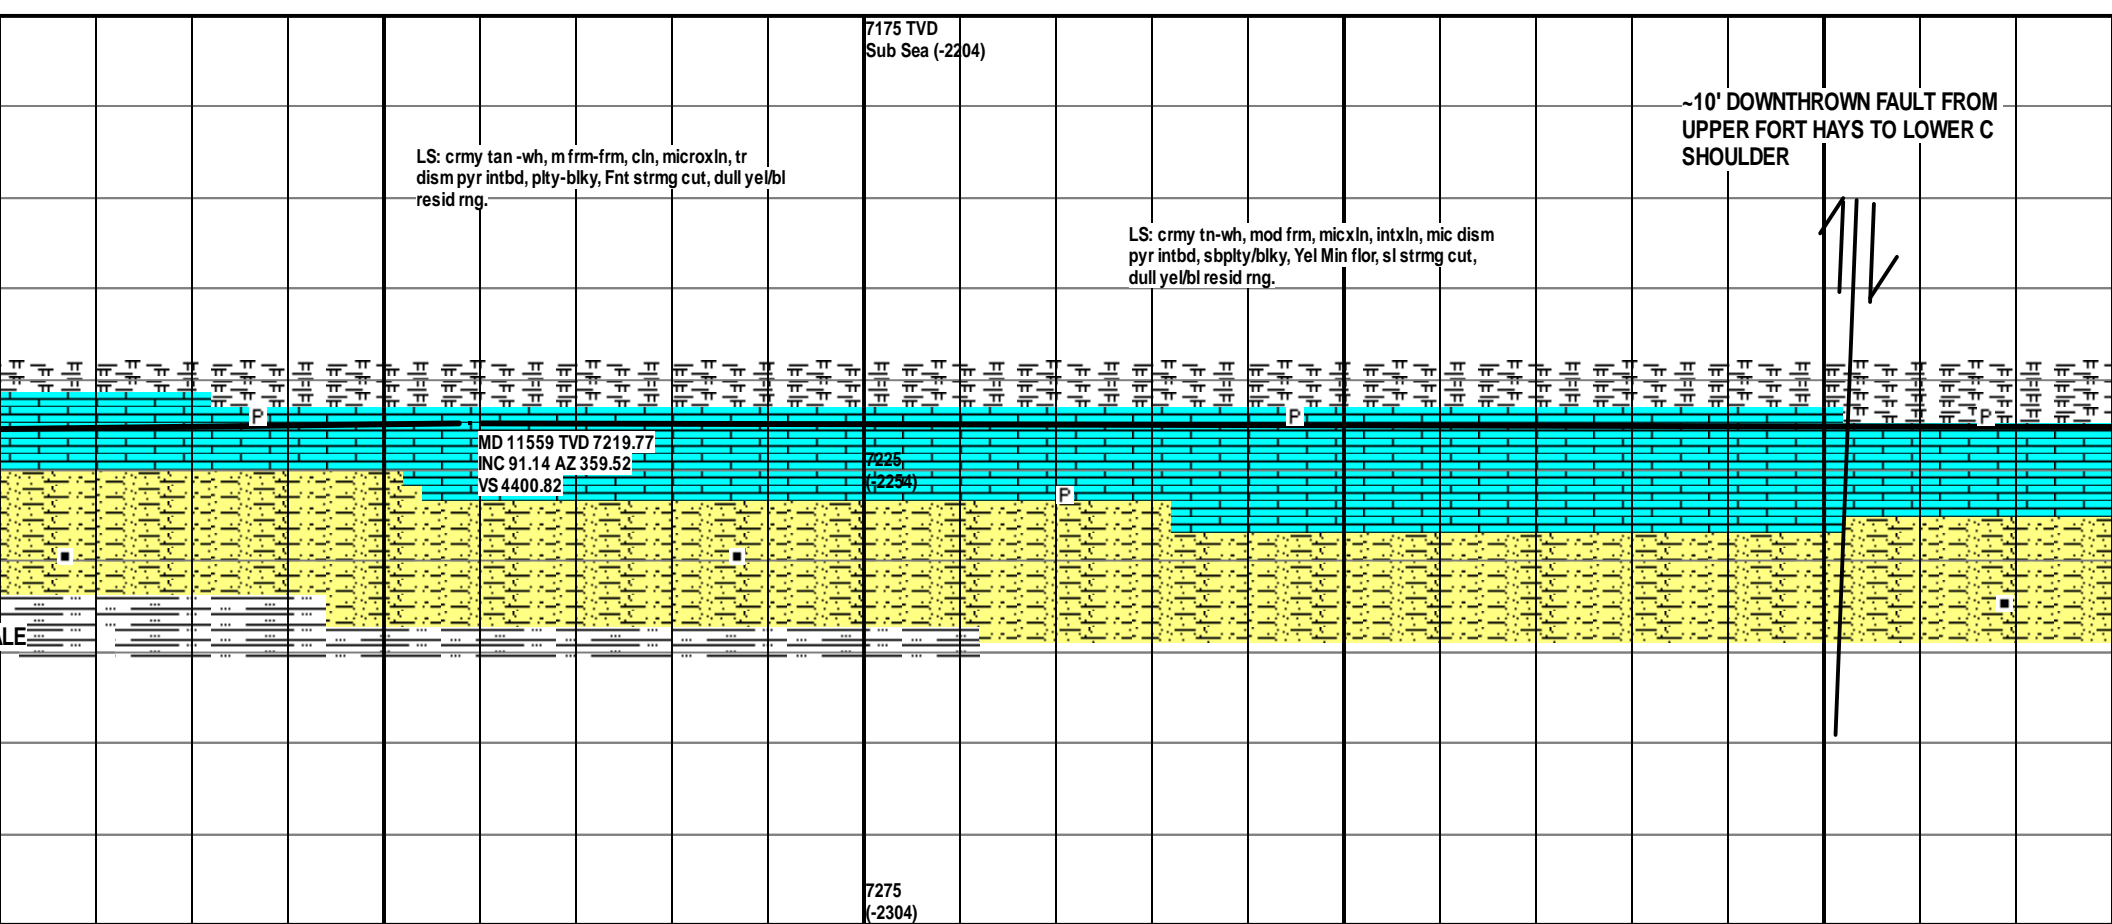 7175 TVD
Sub Sea (-2204)
~10' DOWNTHROWN FAULT FROM
UPPER FORT HAYS TO LOWER C
SHOULDER
LS: crmy tan -wh, m frm-frm, cln, microxln, tr
dism pyr intbd, plty-blky, Fnt strmg cut, dull yel/bl
resid rng.
LS: crmy tn-wh, mod frm, micxln, intxln, mic dism
pyr intbd, sbplty/blky, Yel Min flor, sl strmg cut,
dull yel/bl resid rng.
P
P
P
MD 11559 TVD 7219.77
INC 91.14 AZ 359.52
VS 4400.82
7225
(-2254)
P
ALE
7275
(-2304)